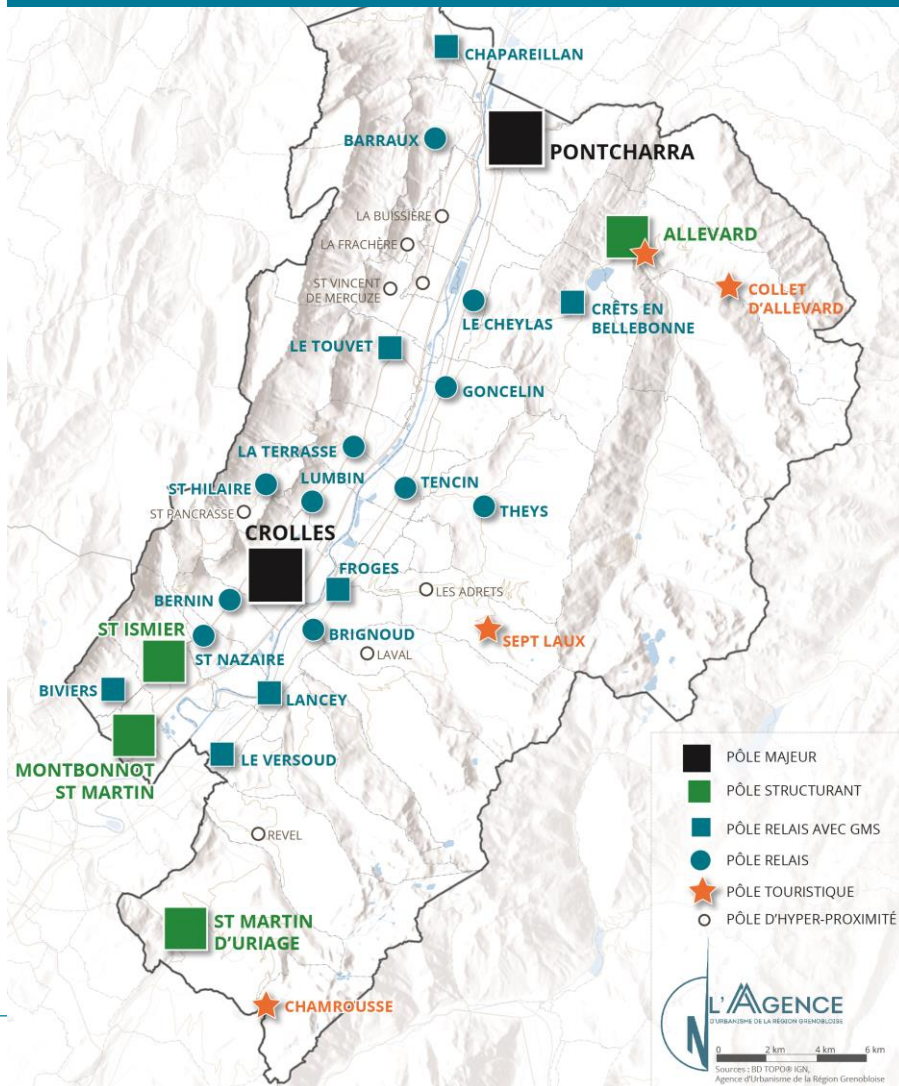 CHAPAREILLAN
BARRAUX
PONTCHARRA
LA BUISSIÈRE
ALLEVARD
LA FRACHÈRE
ST VINCENT
DE MERCUZE
COLLET
D'ALLEVARD
LE CHEYLAS
CRÊTS EN
BELLEBONNE
LE TOUVET
GONCELIN
LA TERRASSE
ST HILAIRE
LUMBIN
TENCIN
THEYS
ST PANCRASSE
CROLLES
FROGES
LES ADRETS
BERNIN
ST ISMIER
BRIGNOUD
SEPT LAUX
ST NAZAIRE
LAVAL
BIVIERS
LANCEY
LE VERSOUD
MONTBONNOT
ST MARTIN
REVEL
ST MARTIN
D'URIAGE
CHAMROUSSE
PÔLE MAJEUR
PÔLE STRUCTURANT
PÔLE RELAIS AVEC GMS
PÔLE RELAIS
PÔLE TOURISTIQUE
PÔLE D'HYPER-PROXIMITÉ
N
L'AGENCE
D'URBANISME DE LA RÉGION GRENOBLOISE
0 2 km 4 km 6 km
Sources : BD TOPO® IGN,
Agence d'Urbanisme de la Région Grenobloise